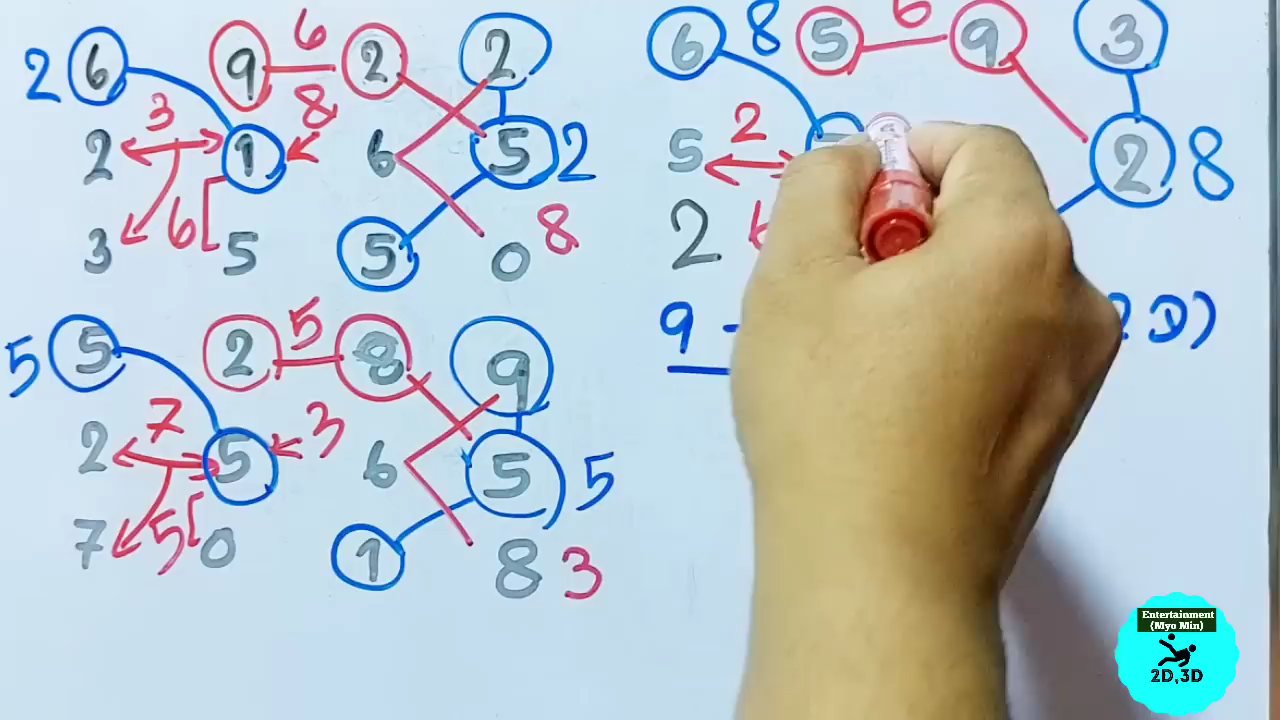 2 6 9 6 2 2
2 3 1 8 6 5 2
3 6 5 5 0 8
5 5 2 5 8 9
2 7 5 3 6 5 5
7 5 0 1 8 3
6 8 5 6 9 3
5 2 2 8
2
9 D)
Entertainment
(Myo Min)
2D,3D